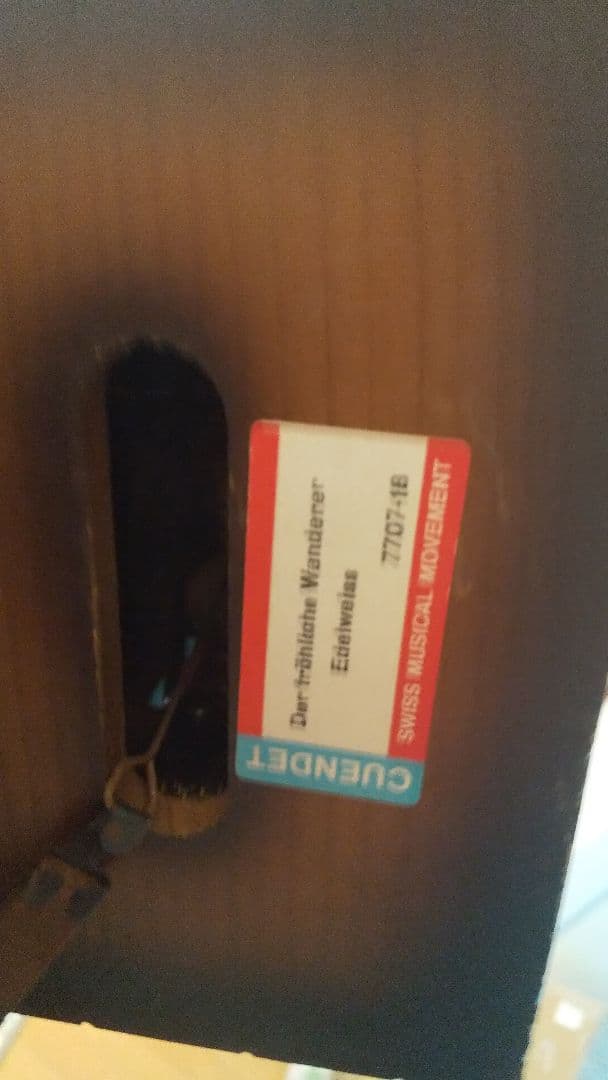 CUENDET
Der fröhliche Wanderer
Edelweiss
7707-18
SWISS MUSICAL MOVEMENT